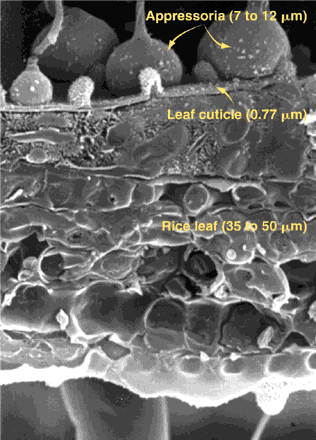 Appressoria (7 to 12 μm)
Leaf cuticle (0.77 μm)
Rice leaf (35 to 50 μm)